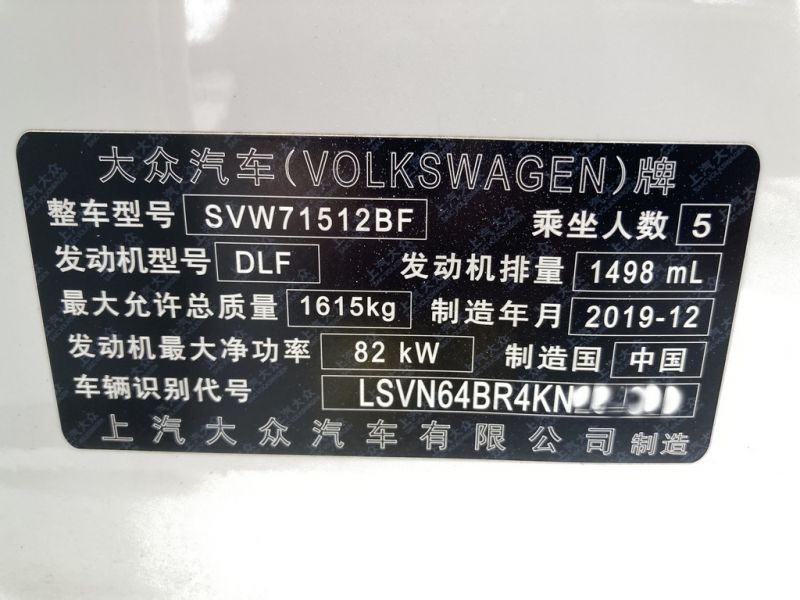 大众汽车(VOLKSWAGEN)牌
整车型号 SVW71512BF 乘坐人数 5
发动机型号 DLF 发动机排量 1498 mL
最大允许总质量 1615kg 制造年月 2019-12
发动机最大净功率 82 kW 制造国 中国
车辆识别代号 LSVN64BR4KN
上汽大众汽车有限公司 制造